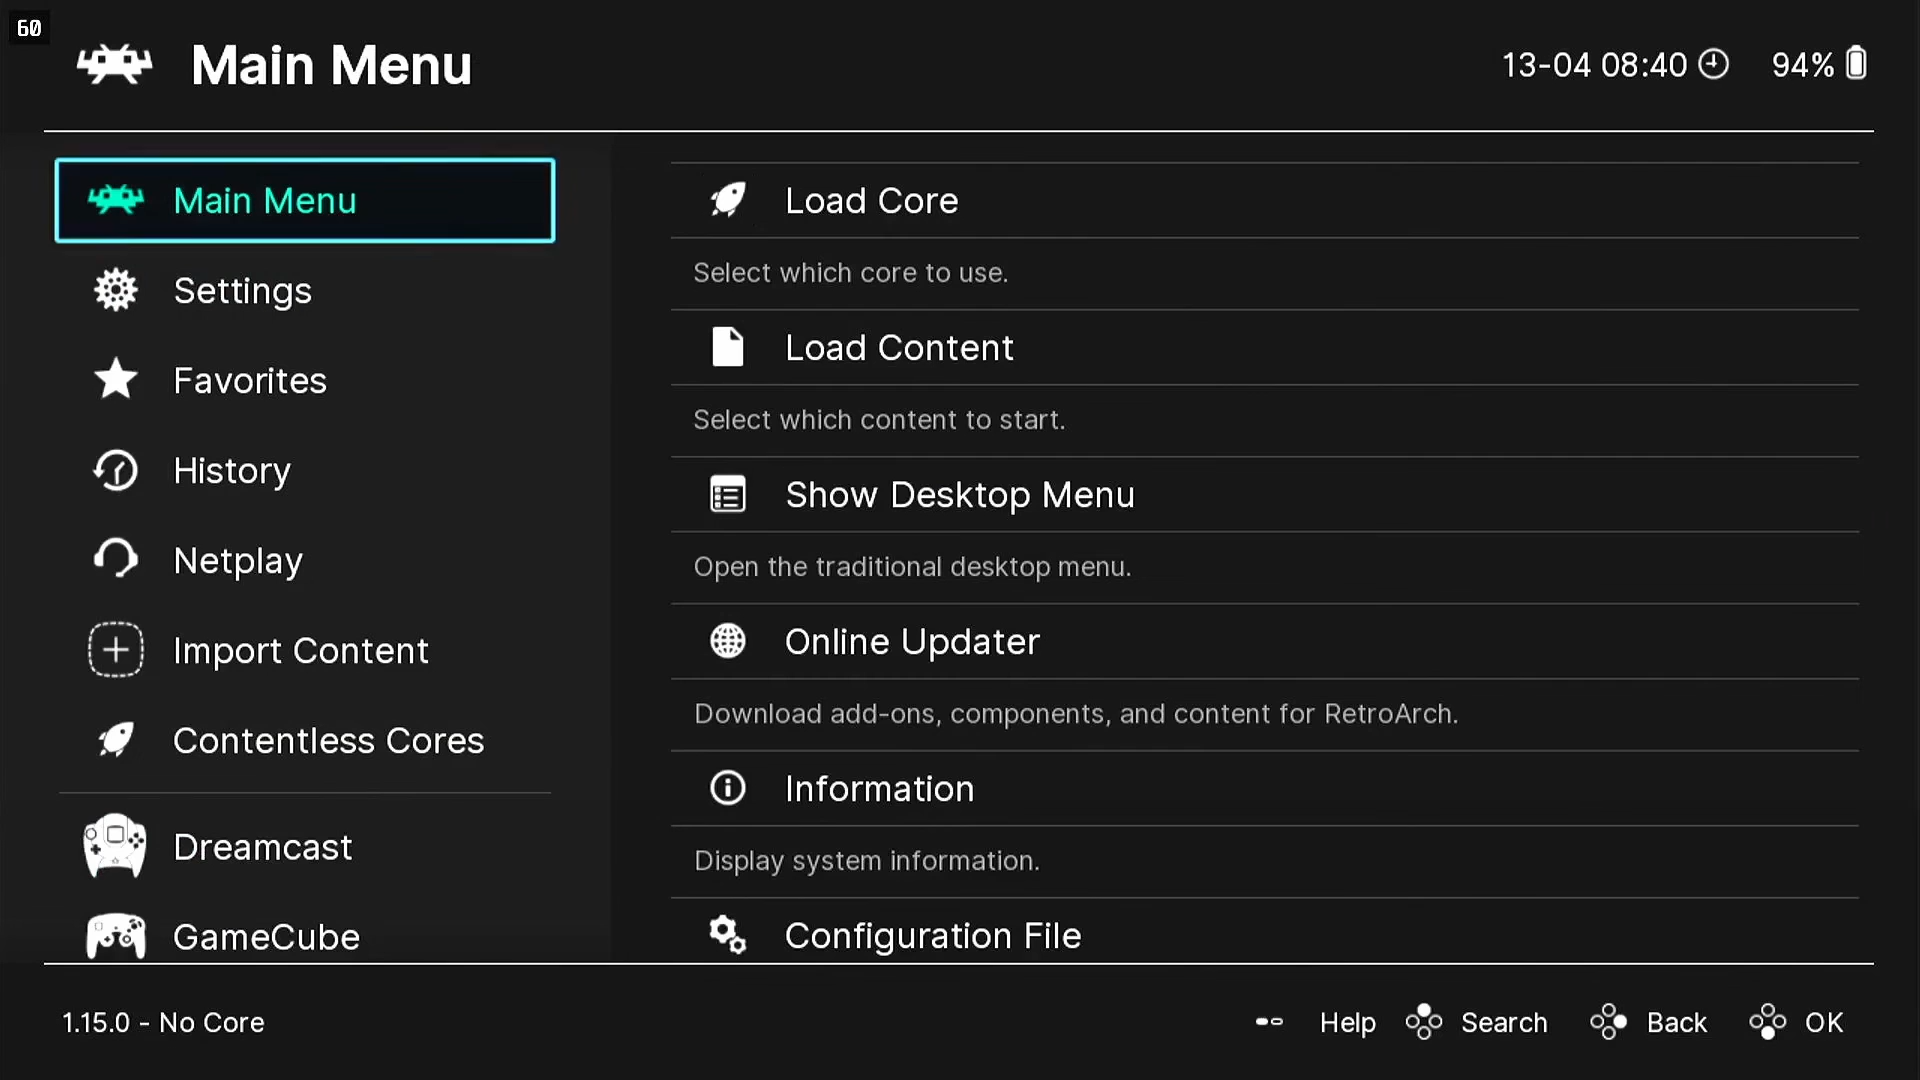 60
Main Menu
13-04 08:40
94%
Main Menu
Settings
Favorites
History
Netplay
Import Content
Contentless Cores
Dreamcast
GameCube
Load Core
Select which core to use.
Load Content
Select which content to start.
Show Desktop Menu
Open the traditional desktop menu.
Online Updater
Download add-ons, components, and content for RetroArch.
Information
Display system information.
Configuration File
1.15.0 - No Core
Help
Search
Back
OK